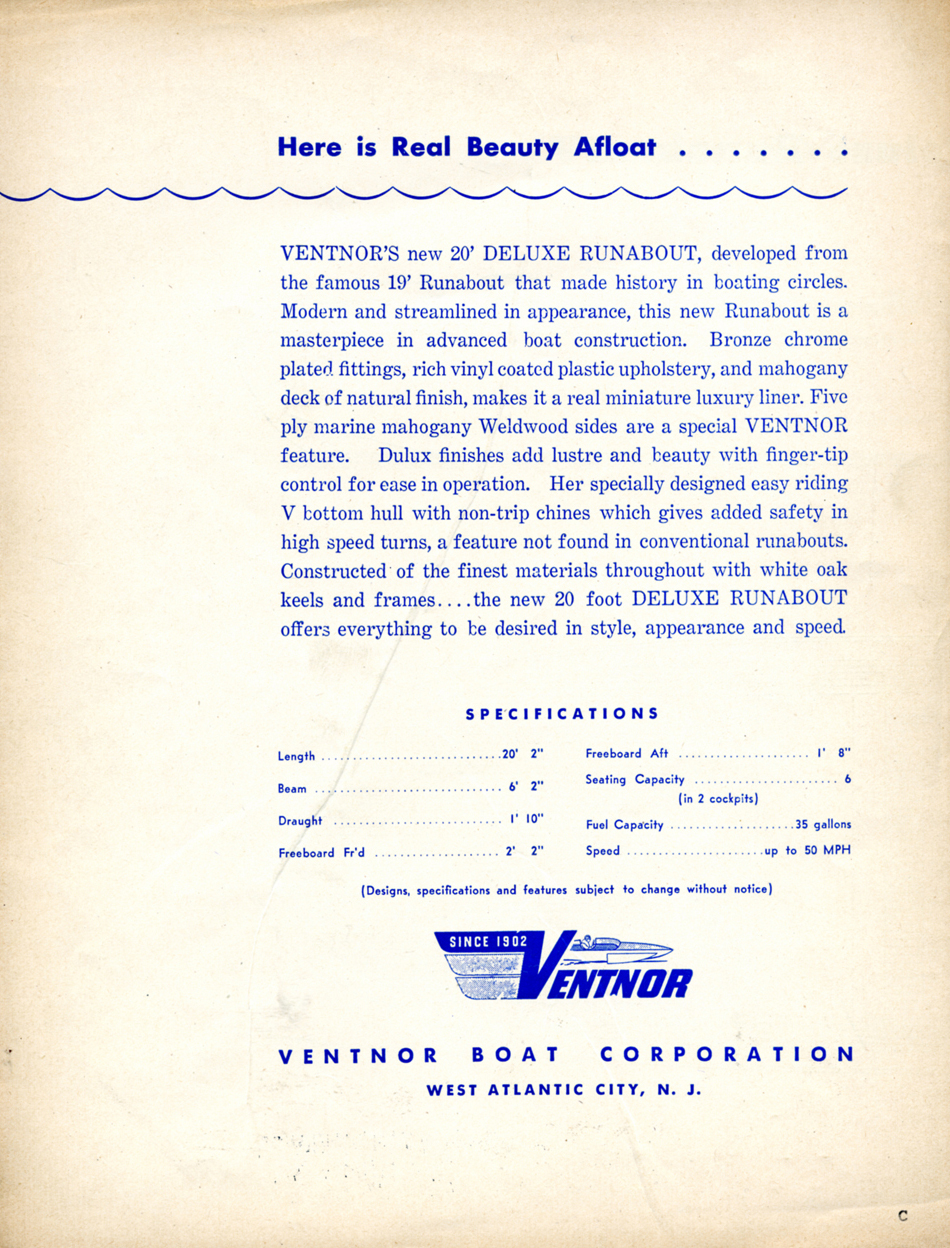 Here is Real Beauty Afloat . . . . . . .
VENTNOR'S new 20' DELUXE RUNABOUT, developed from
the famous 19' Runabout that made history in boating circles.
Modern and streamlined in appearance, this new Runabout is a
masterpiece in advanced boat construction. Bronze chrome
plated fittings, rich vinyl coated plastic upholstery, and mahogany
deck of natural finish, makes it a real miniature luxury liner. Five
ply marine mahogany Weldwood sides are a special VENTNOR
feature. Dulux finishes add lustre and beauty with finger-tip
control for ease in operation. Her specially designed easy riding
V bottom hull with non-trip chines which gives added safety in
high speed turns, a feature not found in conventional runabouts.
Constructed of the finest materials throughout with white oak
keels and frames....the new 20 foot DELUXE RUNABOUT
offers everything to be desired in style, appearance and speed.
SPECIFICATIONS
Length ............................20' 2"
Beam ............................. 6' 2"
Draught .......................... 1' 10"
Freeboard Fr'd ................... 2' 2"
Freeboard Aft .................... 1' 8"
Seating Capacity ...................... 6
(in 2 cockpits)
Fuel Capacity ...................35 gallons
Speed .....................up to 50 MPH
(Designs, specifications and features subject to change without notice)
SINCE 1902
VENTNOR
VENTNOR BOAT CORPORATION
WEST ATLANTIC CITY, N. J.
C